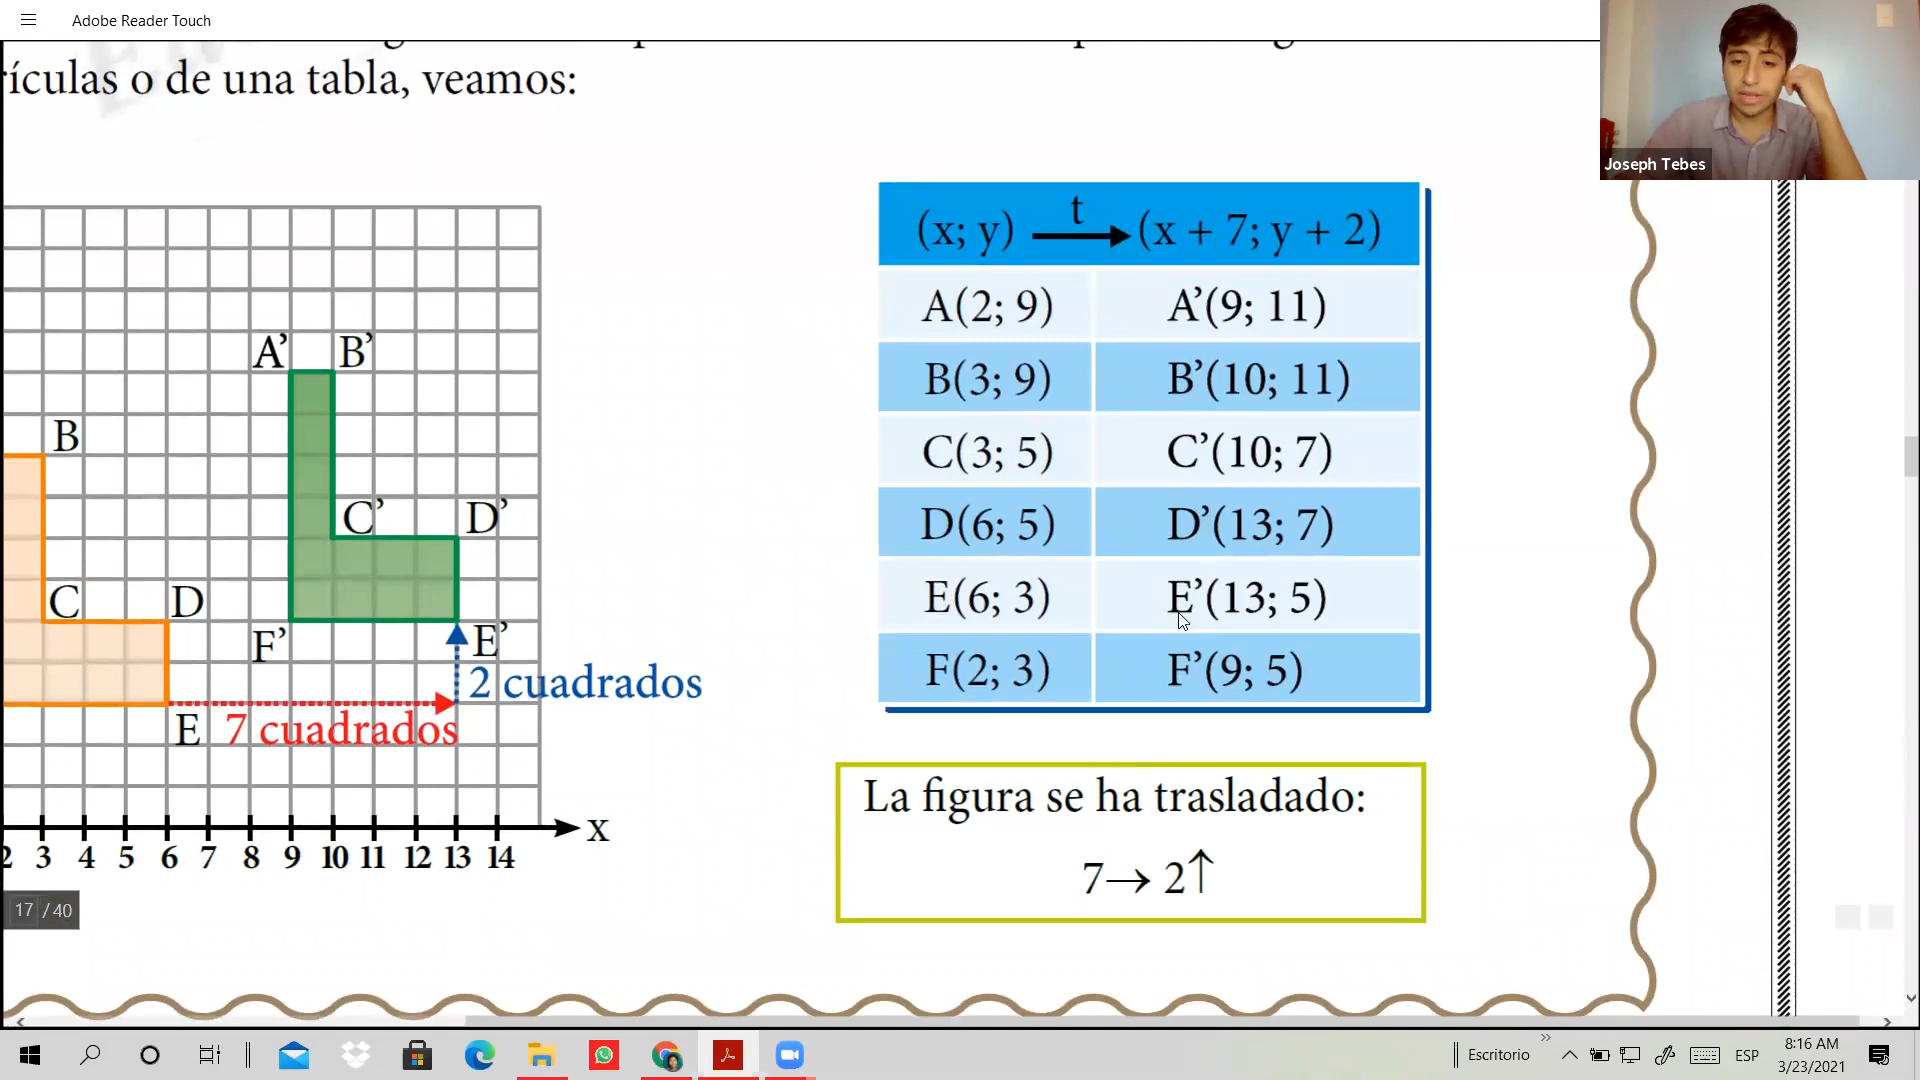 Adobe Reader Touch
rículas o de una tabla, veamos:
Joseph Tebes
(x; y) t (x + 7; y + 2)
A(2; 9) A’(9; 11)
B(3; 9) B’(10; 11)
C(3; 5) C’(10; 7)
D(6; 5) D’(13; 7)
E(6; 3) E’(13; 5)
F(2; 3) F’(9; 5)
A’ B’
B
C’ D’
C D
F’ E’
2 cuadrados
E 7 cuadrados
x
2 3 4 5 6 7 8 9 10 11 12 13 14
La figura se ha trasladado:
7→ 2↑
17 / 40
Escritorio
ESP
8:16 AM
3/23/2021